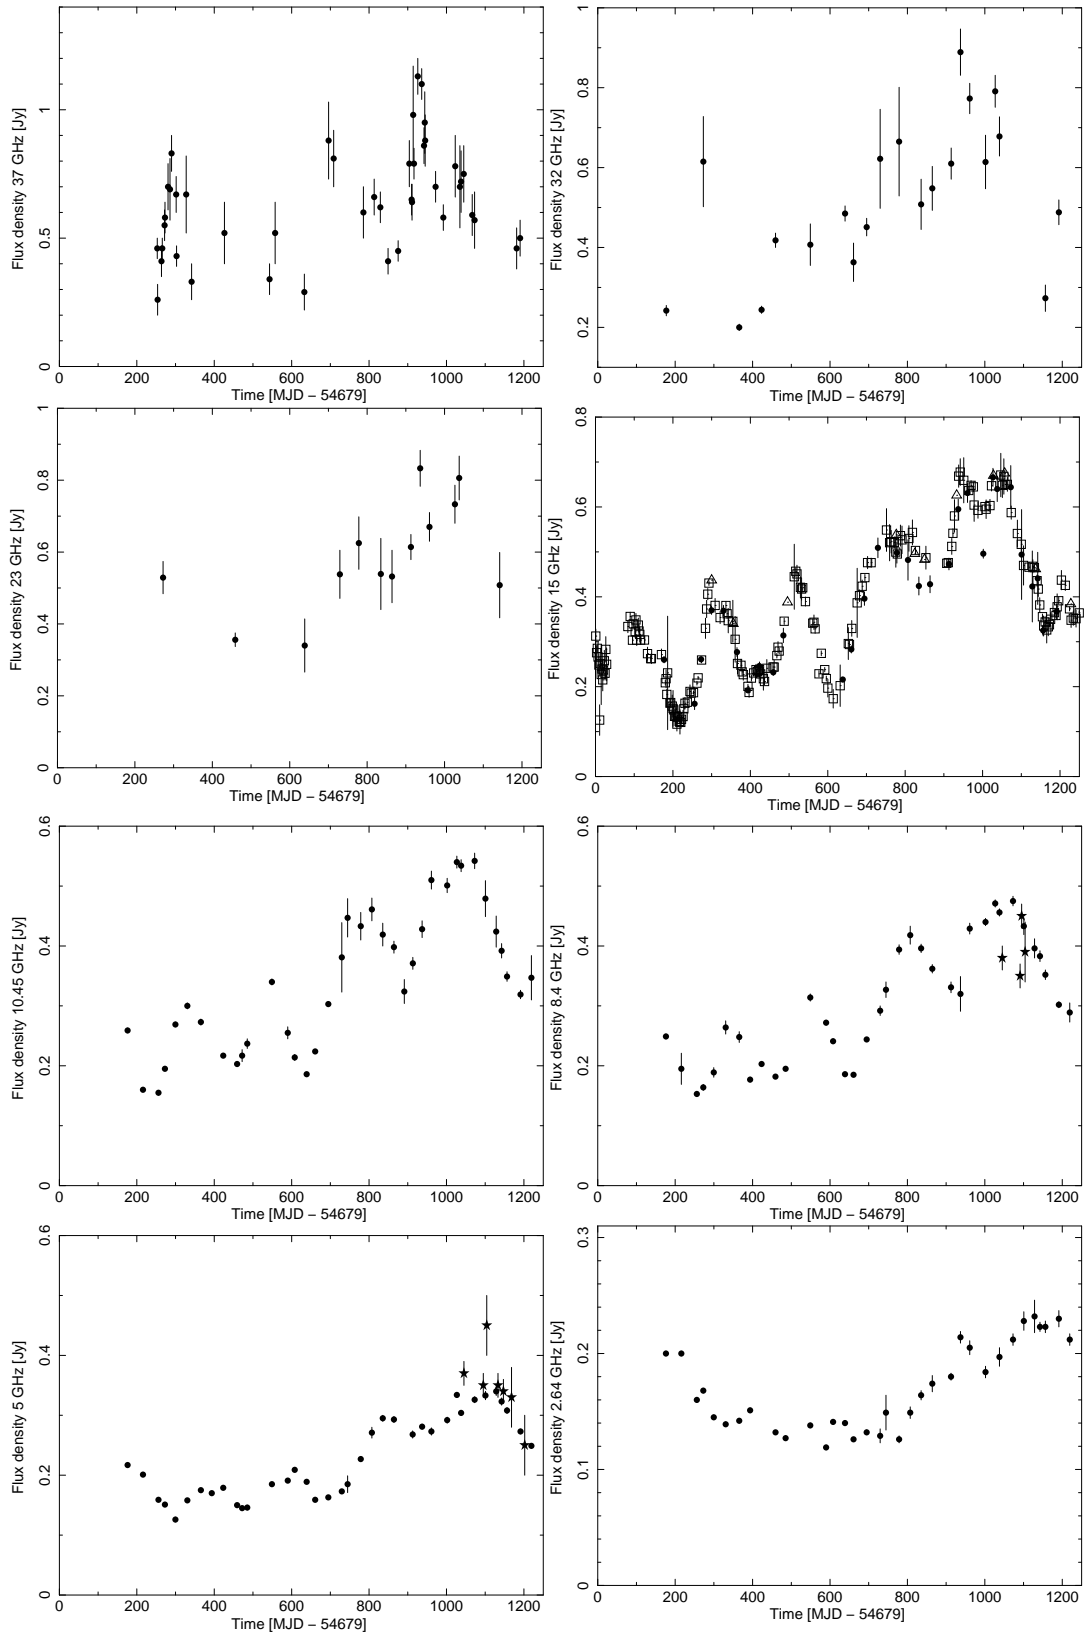 Flux density 37 GHz [Jy]
0
0.5
1
0 200 400 600 800 1000 1200
Time [MJD – 54679]
Flux density 32 GHz [Jy]
0.2
0.4
0.6
0.8
1
0 200 400 600 800 1000 1200
Time [MJD – 54679]
Flux density 23 GHz [Jy]
0
0.2
0.4
0.6
0.8
1
0 200 400 600 800 1000 1200
Time [MJD – 54679]
Flux density 15 GHz [Jy]
0
0.2
0.4
0.6
0.8
0 200 400 600 800 1000 1200
Time [MJD – 54679]
Flux density 10.45 GHz [Jy]
0
0.2
0.4
0.6
0 200 400 600 800 1000 1200
Time [MJD – 54679]
Flux density 8.4 GHz [Jy]
0
0.2
0.4
0.6
0 200 400 600 800 1000 1200
Time [MJD – 54679]
Flux density 5 GHz [Jy]
0
0.2
0.4
0.6
0 200 400 600 800 1000 1200
Time [MJD – 54679]
Flux density 2.64 GHz [Jy]
0
0.1
0.2
0.3
0 200 400 600 800 1000 1200
Time [MJD – 54679]